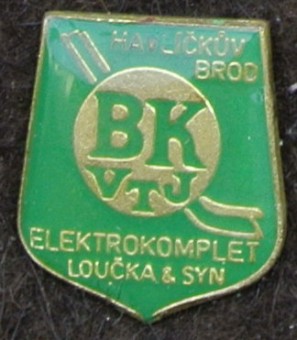 HAVLÍČKŮV
BROD
BK
VTJ
ELEKTROKOMPLET
LOUČKA & SYN